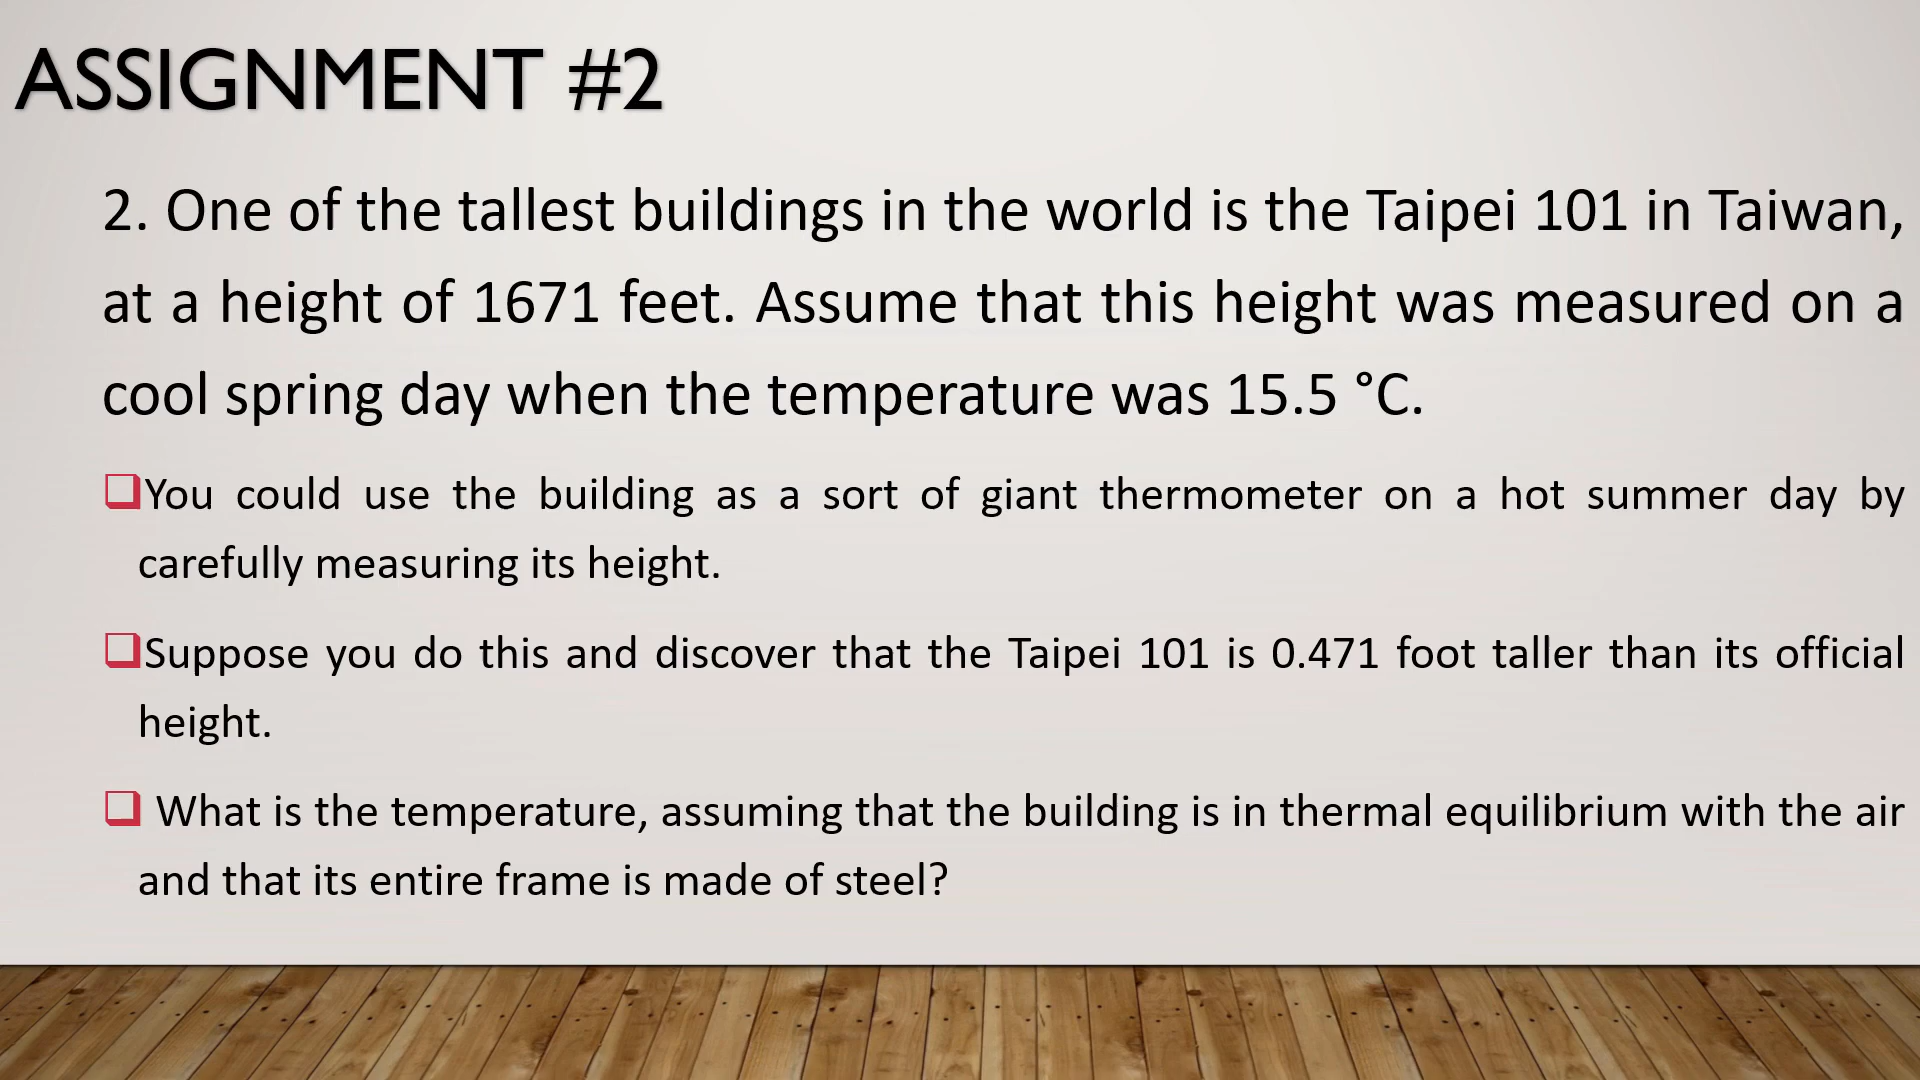 ASSIGNMENT #2
2. One of the tallest buildings in the world is the Taipei 101 in Taiwan,
at a height of 1671 feet. Assume that this height was measured on a
cool spring day when the temperature was 15.5 °C.
❑You could use the building as a sort of giant thermometer on a hot summer day by
carefully measuring its height.
❑Suppose you do this and discover that the Taipei 101 is 0.471 foot taller than its official
height.
❑ What is the temperature, assuming that the building is in thermal equilibrium with the air
and that its entire frame is made of steel?